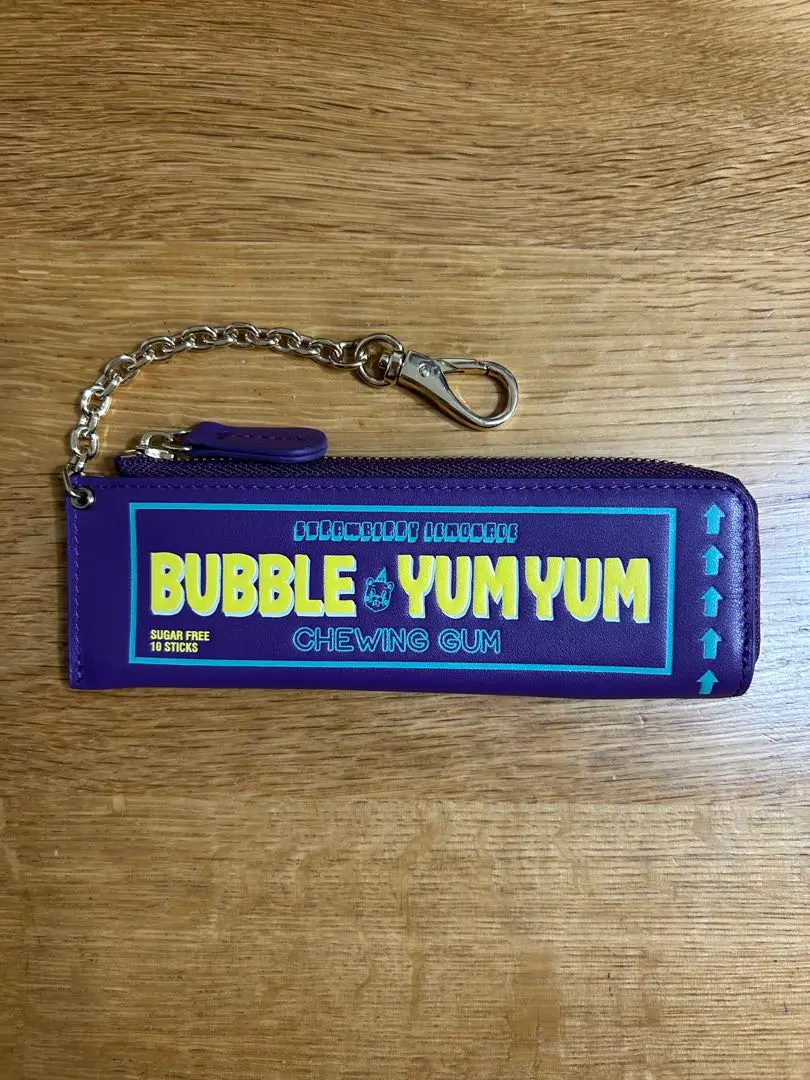 STRAWBERRY LEMONADE
BUBBLE YUM YUM
CHEWING GUM
SUGAR FREE
10 STICKS